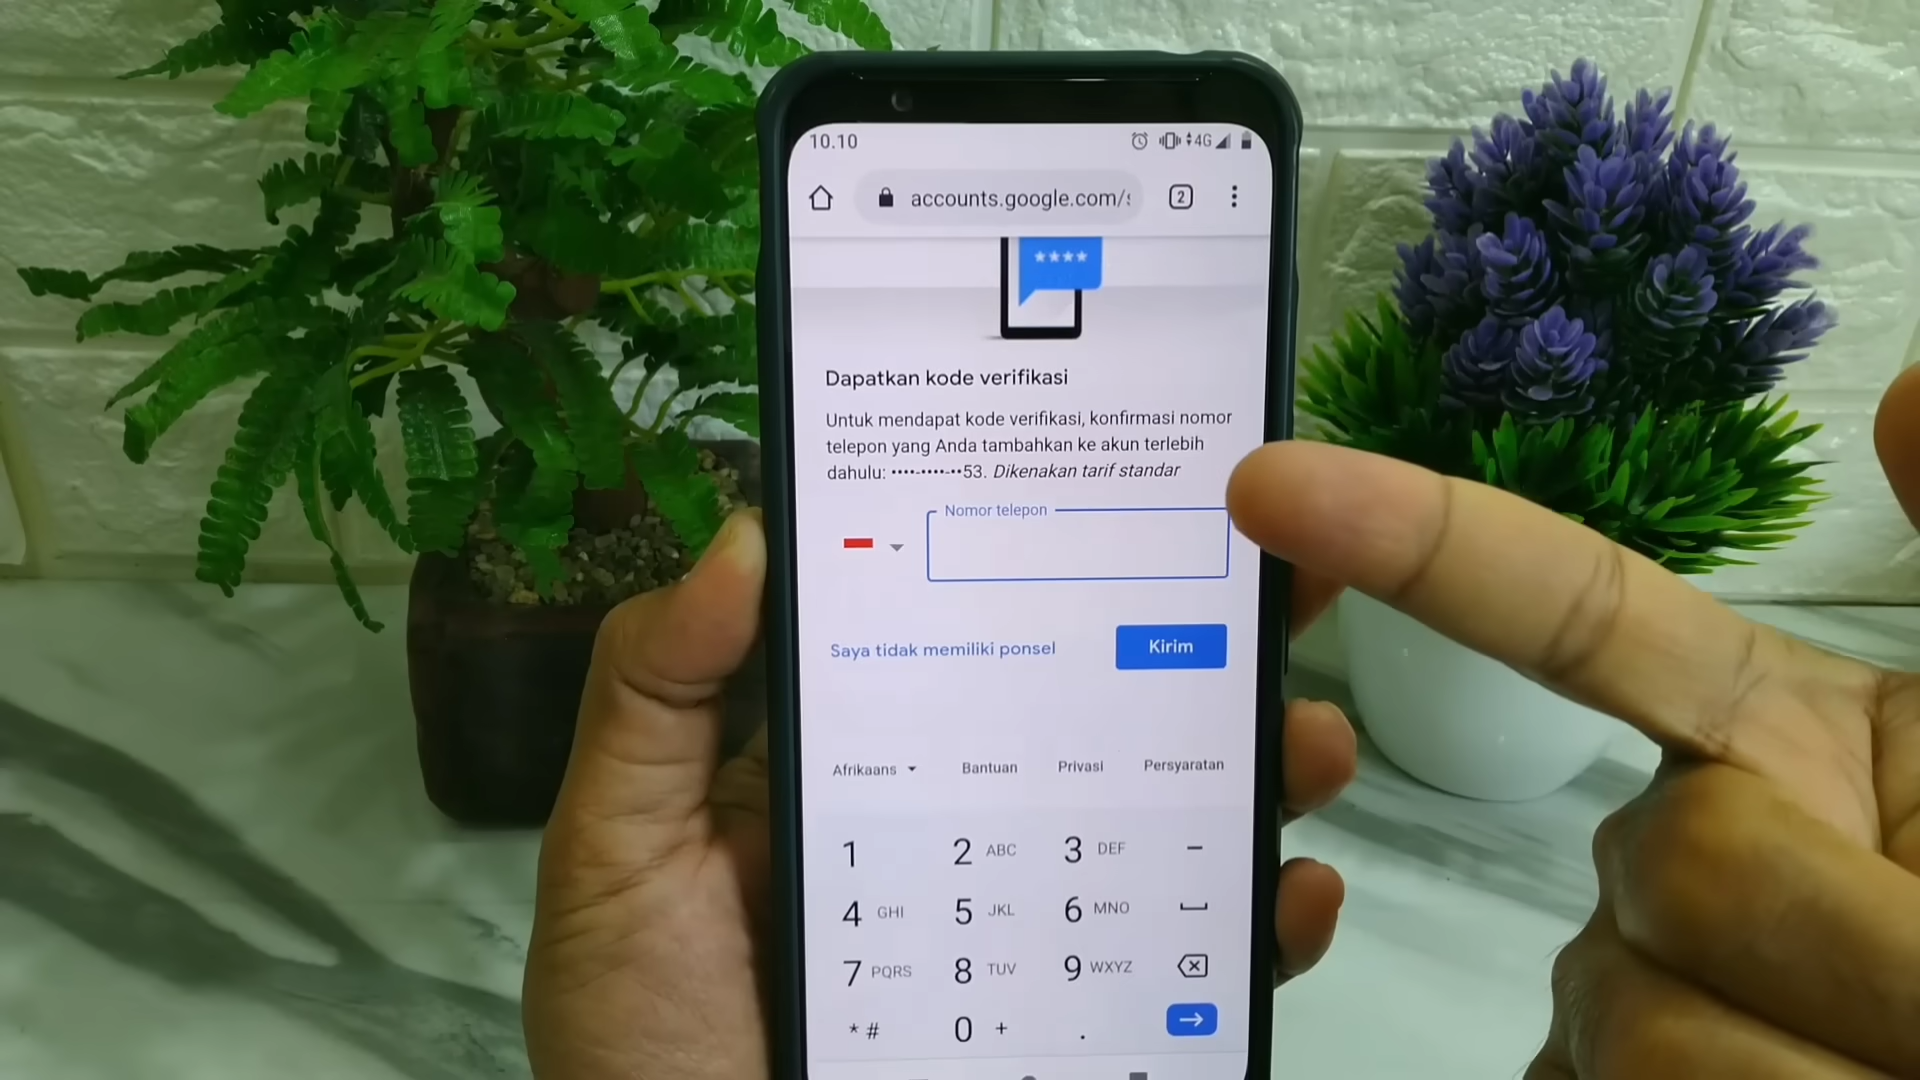 10.10 4G
accounts.google.com/s 2
****
Dapatkan kode verifikasi
Untuk mendapat kode verifikasi, konfirmasi nomor
telepon yang Anda tambahkan ke akun terlebih
dahulu: ••••-••••-••53. Dikenakan tarif standar
Nomor telepon
Saya tidak memiliki ponsel Kirim
Afrikaans Bantuan Privasi Persyaratan
1 2 ABC 3 DEF –
4 GHI 5 JKL 6 MNO
7 PQRS 8 TUV 9 WXYZ
* # 0 + .